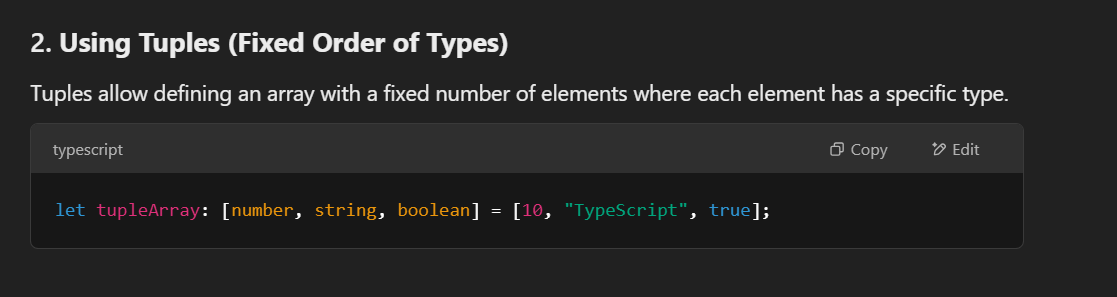 2. Using Tuples (Fixed Order of Types)
Tuples allow defining an array with a fixed number of elements where each element has a specific type.
typescript Copy Edit
let tupleArray: [number, string, boolean] = [10, "TypeScript", true];